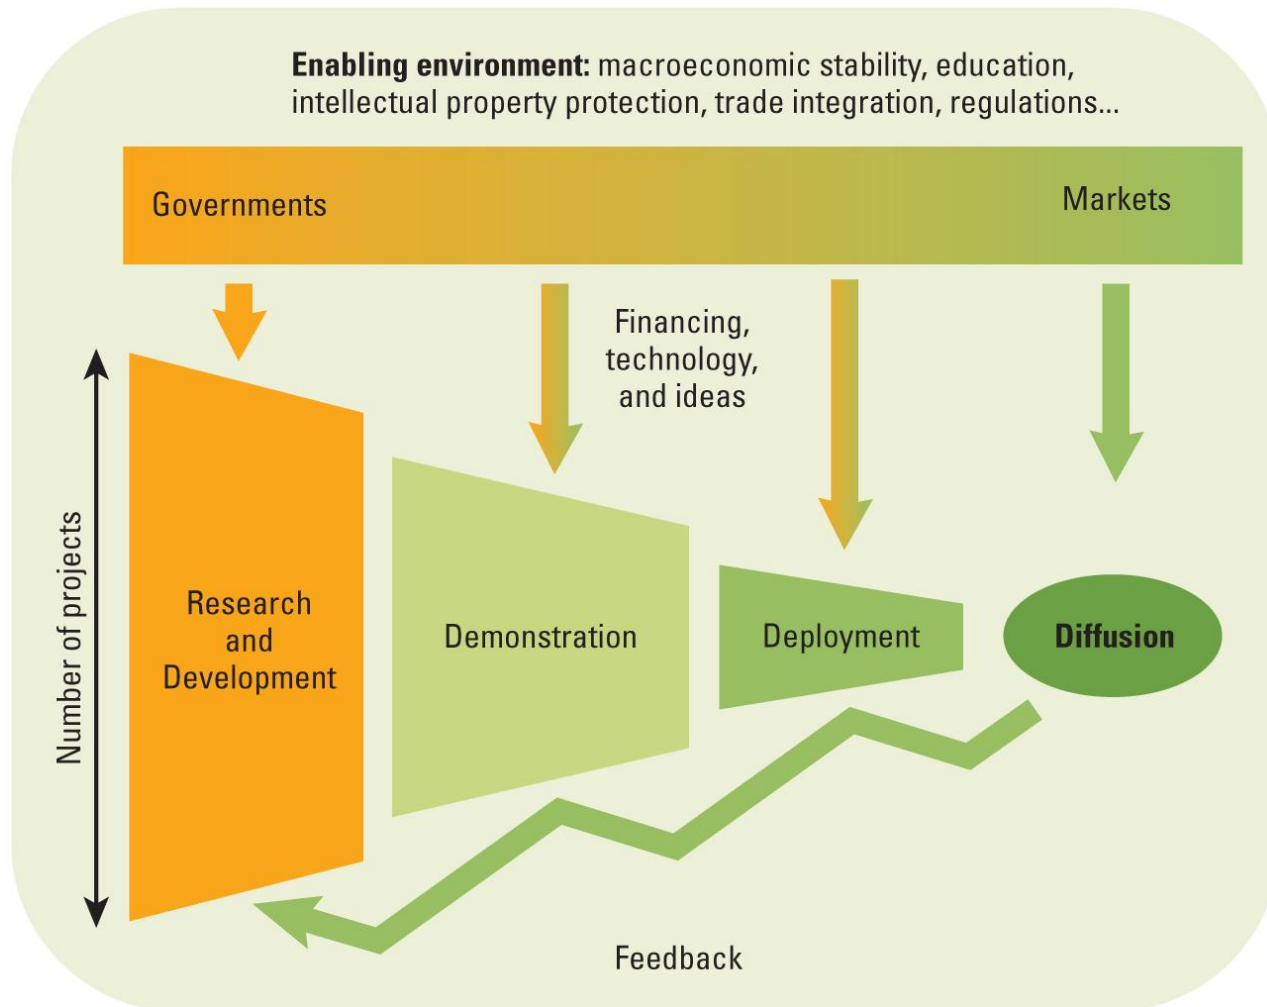 Enabling environment: macroeconomic stability, education,
intellectual property protection, trade integration, regulations...
Governments
Markets
Financing,
technology,
and ideas
Number of projects
Research
and
Development
Demonstration
Deployment
Diffusion
Feedback